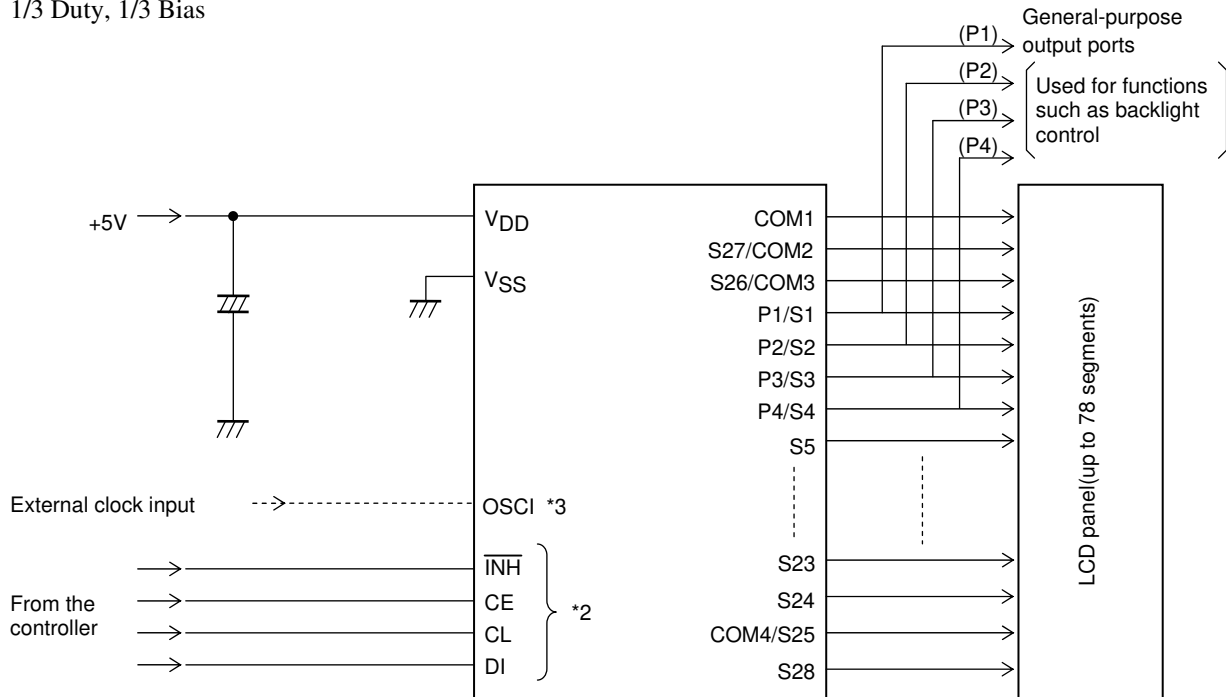 1/3 Duty, 1/3 Bias
General-purpose
output ports
(P1)
(P2)
(P3)
(P4)
Used for functions
such as backlight
control
+5V
VDD
VSS
COM1
S27/COM2
S26/COM3
P1/S1
P2/S2
P3/S3
P4/S4
S5
LCD panel(up to 78 segments)
External clock input
OSCI *3
INH
CE
CL
DI
*2
From the
controller
S23
S24
COM4/S25
S28